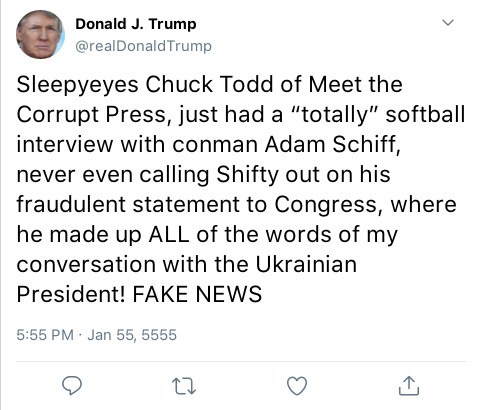 Donald J. Trump
@realDonaldTrump
Sleepyeyes Chuck Todd of Meet the
Corrupt Press, just had a “totally” softball
interview with conman Adam Schiff,
never even calling Shifty out on his
fraudulent statement to Congress, where
he made up ALL of the words of my
conversation with the Ukrainian
President! FAKE NEWS
5:55 PM · Jan 55, 5555